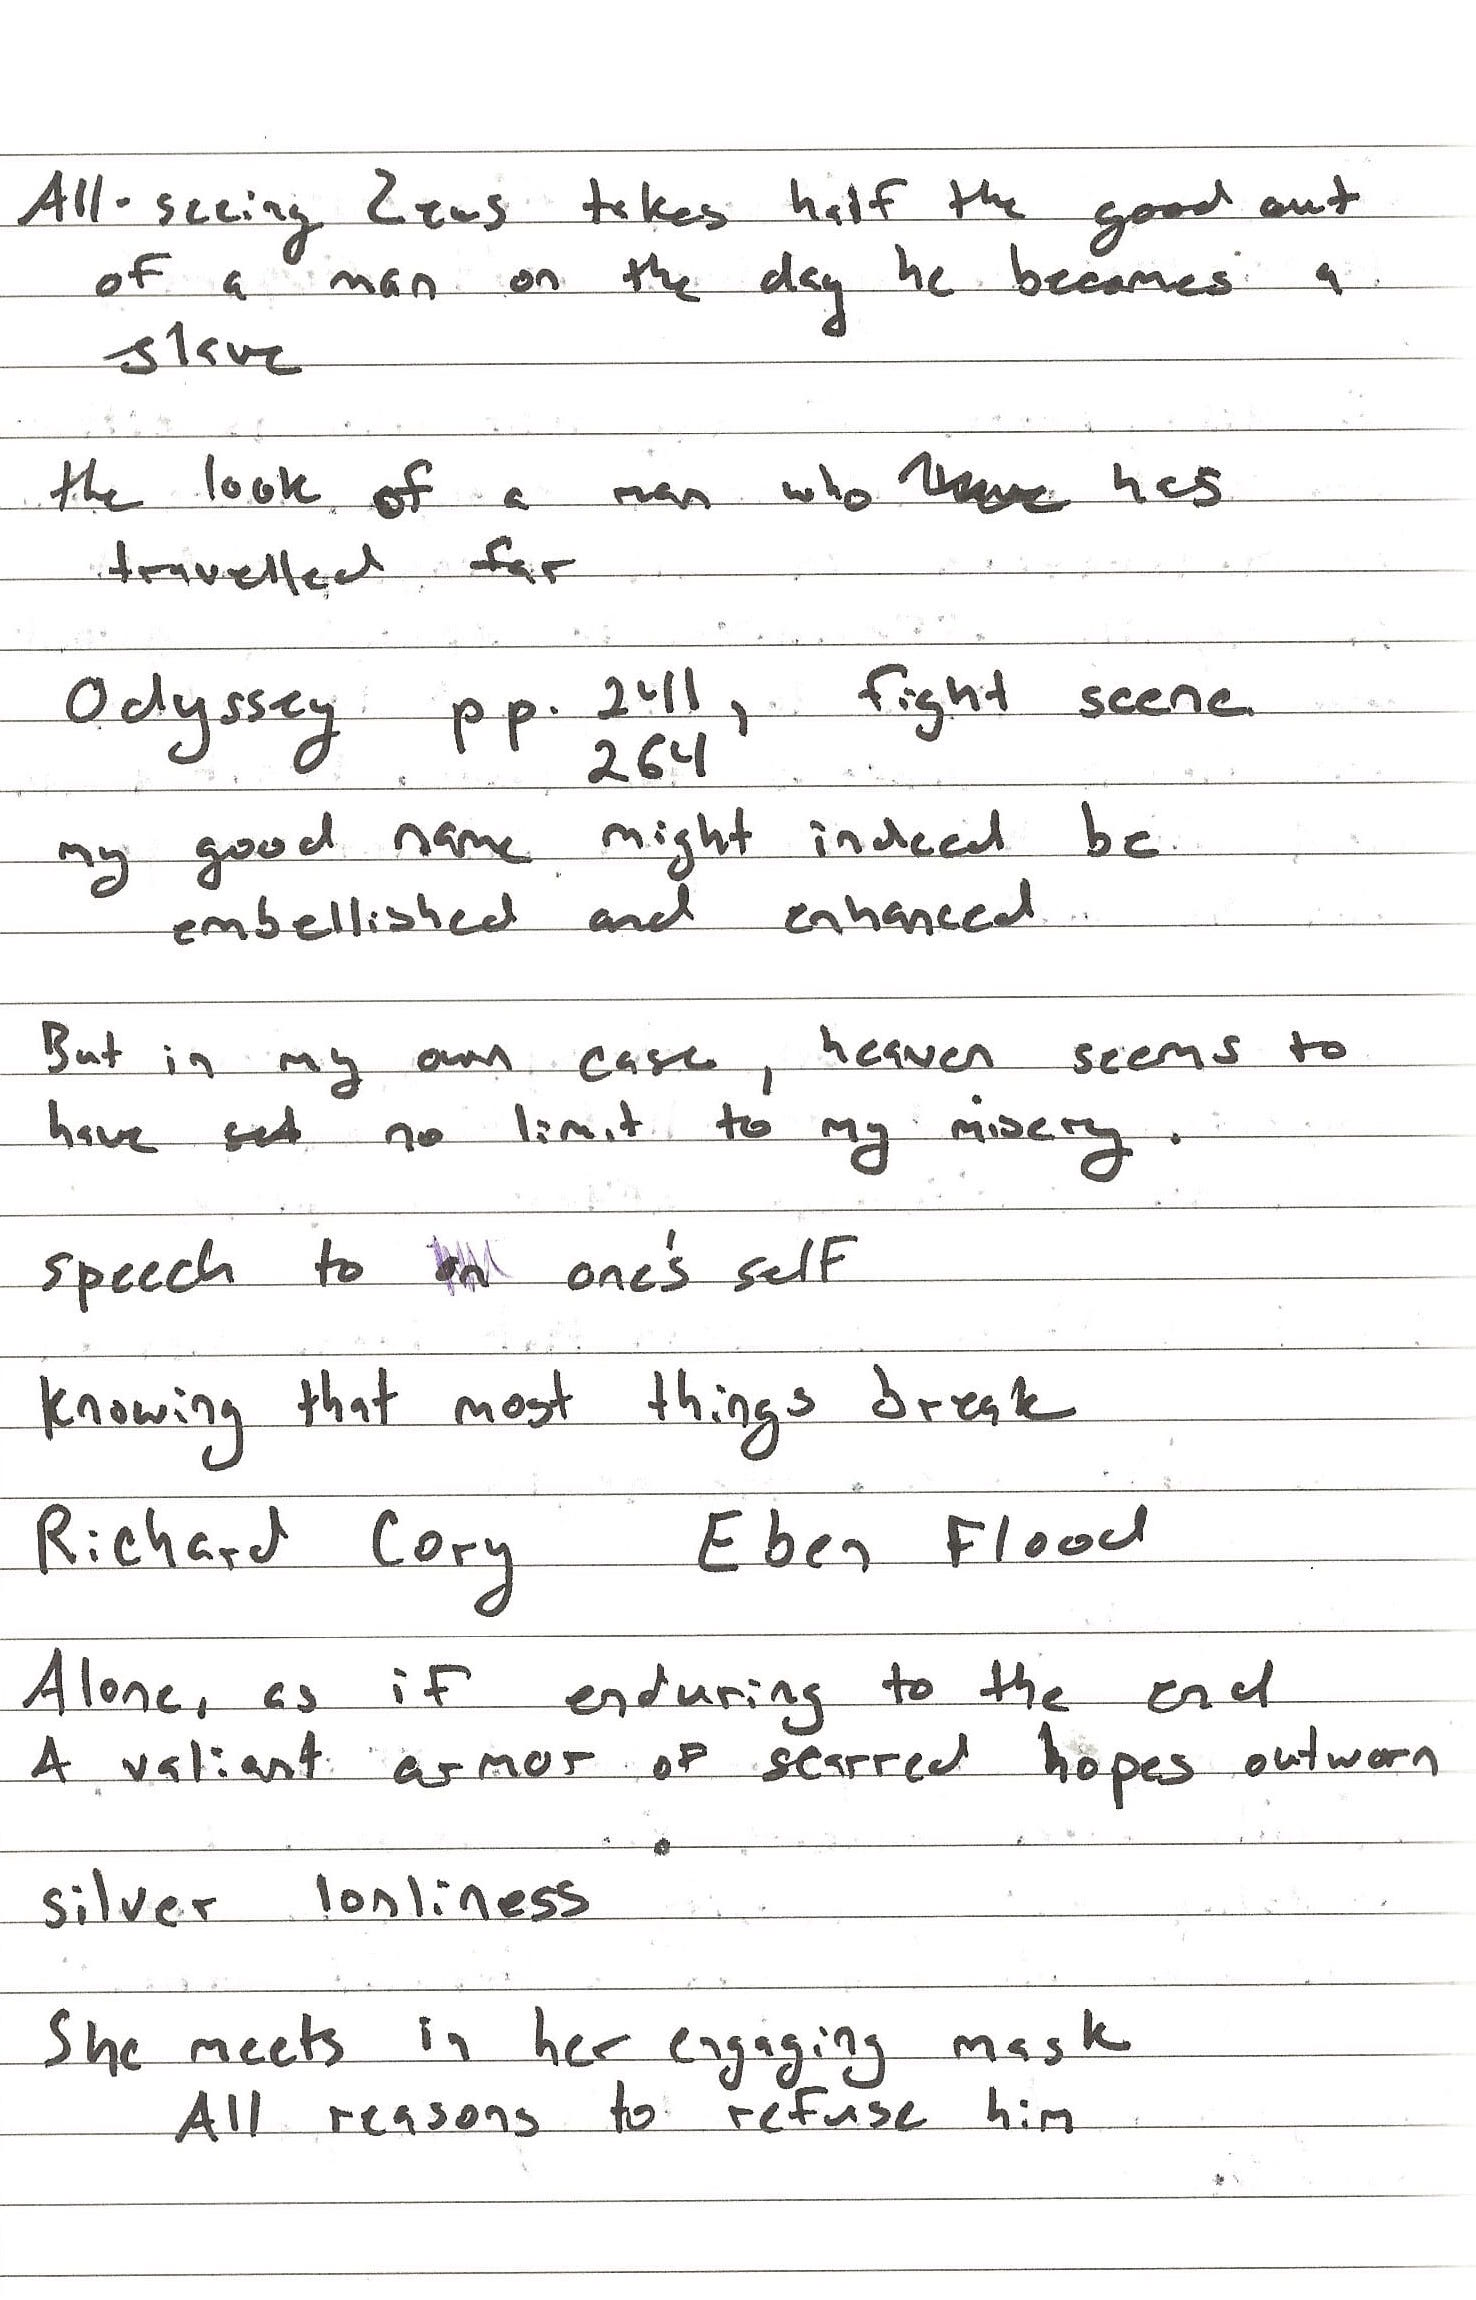 All-seeing Zeus takes half the good out
of a man on the day he becomes a
slave
the look of a man who has
travelled far
Odyssey pp. 241, fight scene
264
my good name might indeed be
embellished and enhanced
But in my own case, heaven seems to
have set no limit to my misery.
speech to one's self
knowing that most things break
Richard Cory Eben Flood
Alone, as if enduring to the end
A valiant armor of scarred hopes outworn
silver lonliness
She meets in her engaging mask
All reasons to refuse him